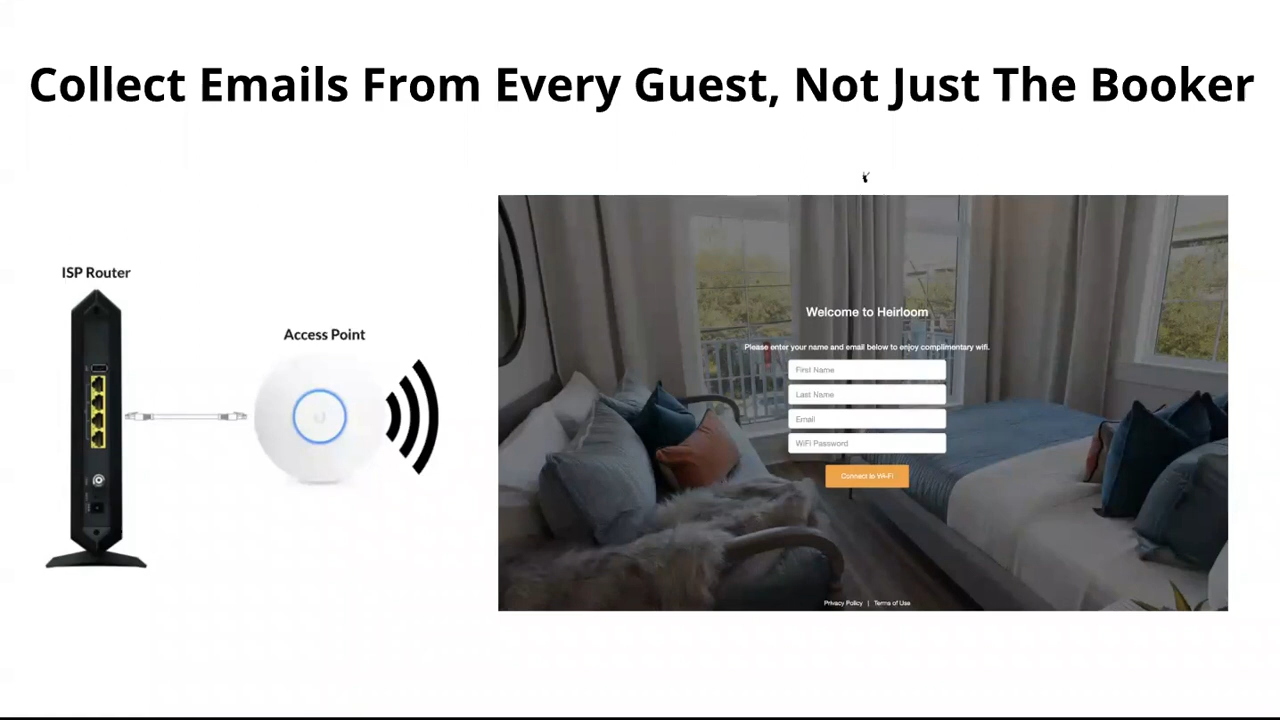 Collect Emails From Every Guest, Not Just The Booker
ISP Router
Access Point
Welcome to Heirloom
Please enter your name and email below to enjoy complimentary wifi.
First Name
Last Name
Email
WiFi Password
Connect to Wi-Fi
Privacy Policy | Terms of Use